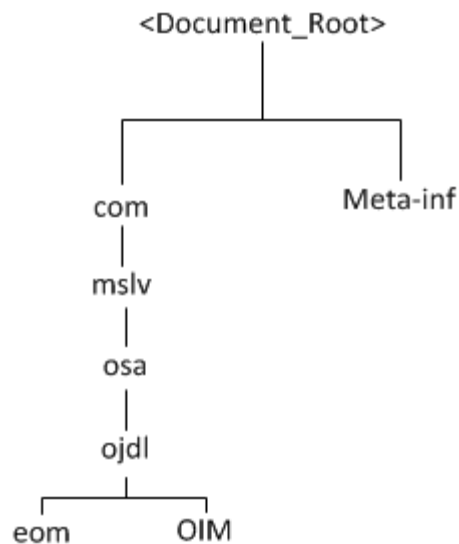 <Document_Root>
com
Meta-inf
mslv
osa
ojdl
eom
OIM